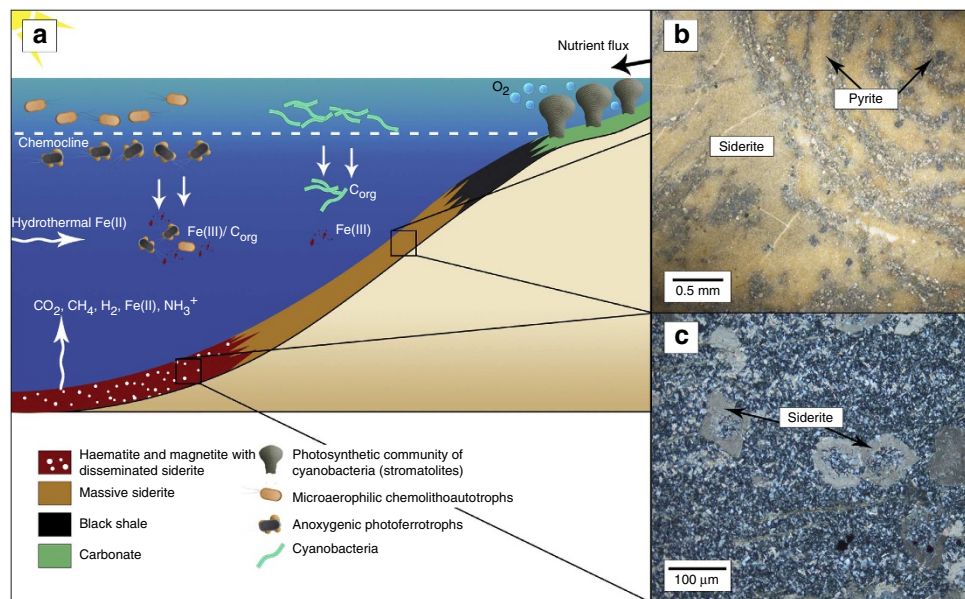 a
Nutrient flux
O2
Chemocline
Corg
Hydrothermal Fe(II)
Fe(III)/ Corg
Fe(III)
CO2, CH4, H2, Fe(II), NH3+
Haematite and magnetite with
disseminated siderite
Massive siderite
Black shale
Carbonate
Photosynthetic community of
cyanobacteria (stromatolites)
Microaerophilic chemolithoautotrophs
Anoxygenic photoferrotrophs
Cyanobacteria
b
Pyrite
Siderite
0.5 mm
c
Siderite
100 μm